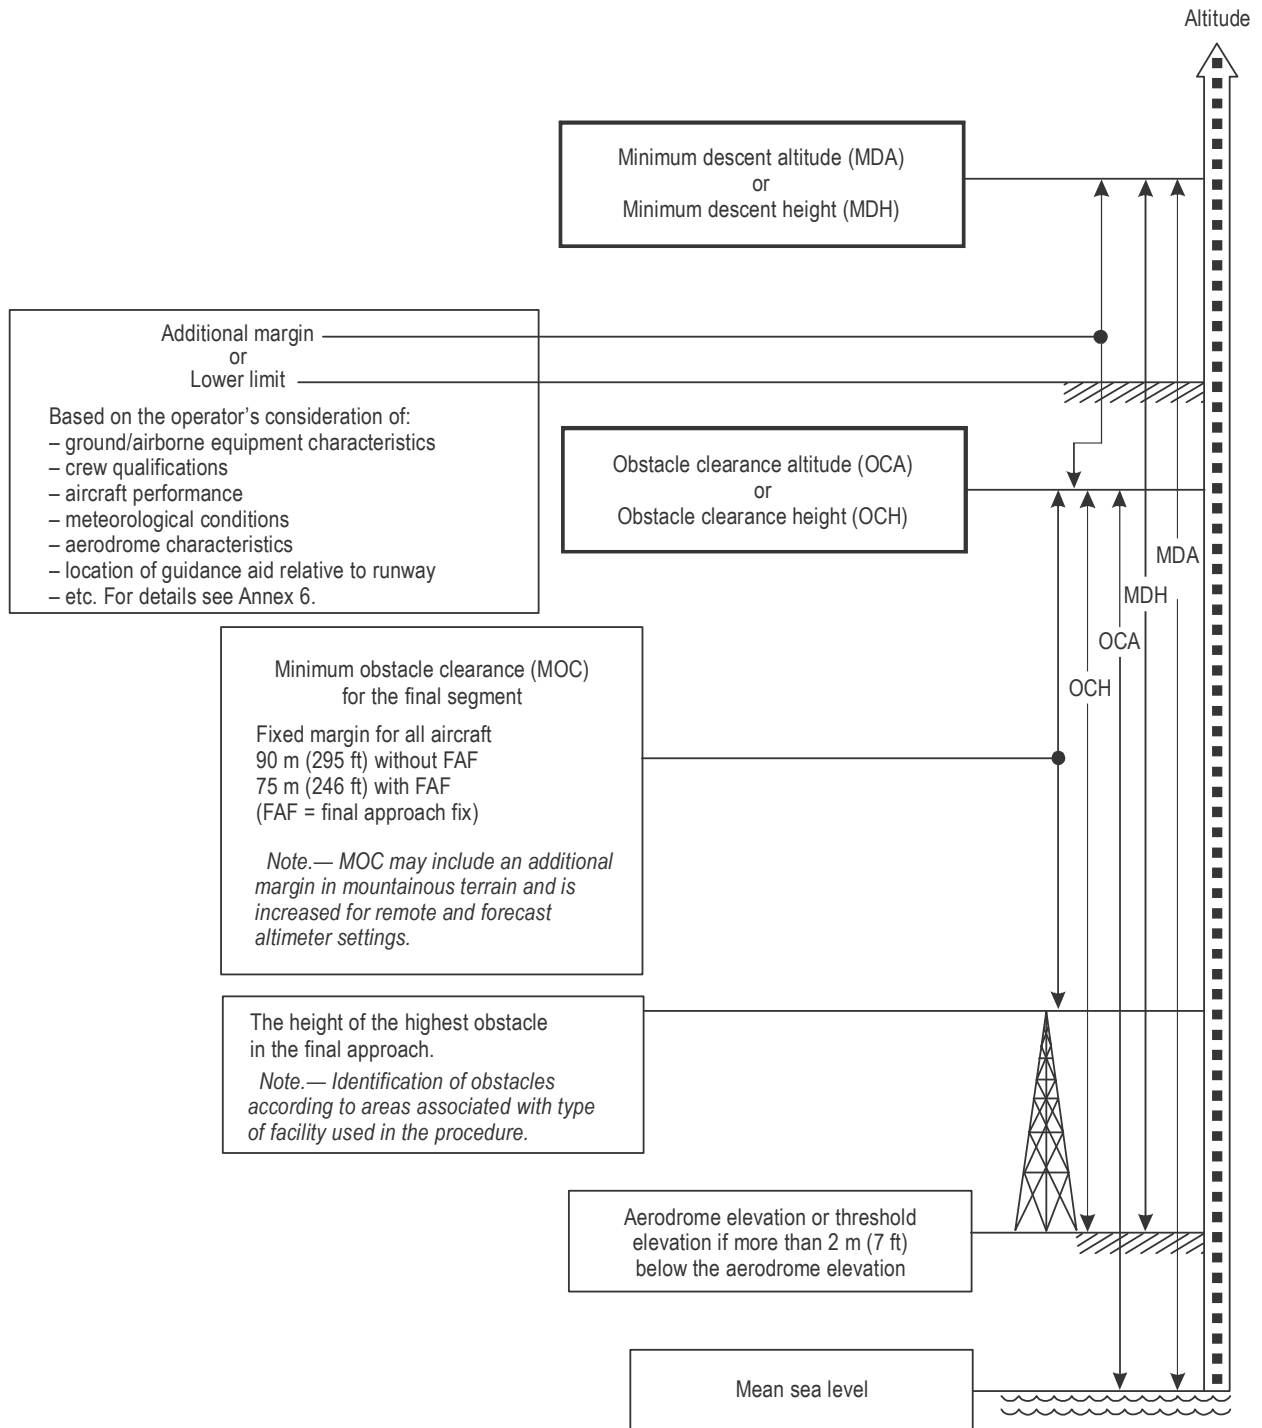 Altitude
Minimum descent altitude (MDA)
or
Minimum descent height (MDH)
Additional margin
or
Lower limit
Based on the operator’s consideration of:
– ground/airborne equipment characteristics
– crew qualifications
– aircraft performance
– meteorological conditions
– aerodrome characteristics
– location of guidance aid relative to runway
– etc. For details see Annex 6.
Obstacle clearance altitude (OCA)
or
Obstacle clearance height (OCH)
MDA
MDH
OCA
OCH
Minimum obstacle clearance (MOC)
for the final segment
Fixed margin for all aircraft
90 m (295 ft) without FAF
75 m (246 ft) with FAF
(FAF = final approach fix)
Note.— MOC may include an additional
margin in mountainous terrain and is
increased for remote and forecast
altimeter settings.
The height of the highest obstacle
in the final approach.
Note.— Identification of obstacles
according to areas associated with type
of facility used in the procedure.
Aerodrome elevation or threshold
elevation if more than 2 m (7 ft)
below the aerodrome elevation
Mean sea level